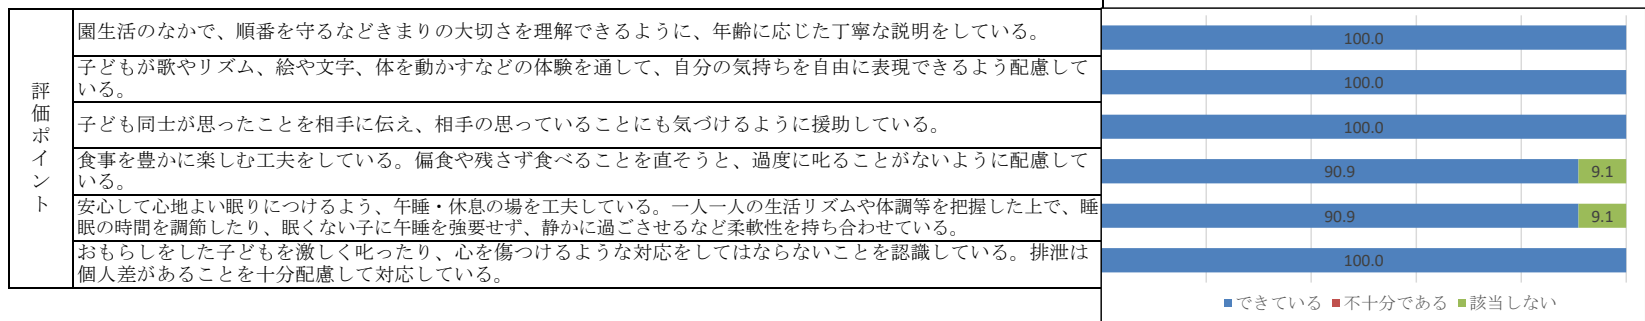 評価ポイント
園生活のなかで、順番を守るなどきまりの大切さを理解できるように、年齢に応じた丁寧な説明をしている。
100.0
子どもが歌やリズム、絵や文字、体を動かすなどの体験を通して、自分の気持ちを自由に表現できるよう配慮して
いる。
100.0
子ども同士が思ったことを相手に伝え、相手の思っていることにも気づけるように援助している。
100.0
食事を豊かに楽しむ工夫をしている。偏食や残さず食べることを直そうと、過度に叱ることがないように配慮して
いる。
90.9 9.1
安心して心地よい眠りにつけるよう、午睡・休息の場を工夫している。一人一人の生活リズムや体調等を把握した上で、睡
眠の時間を調節したり、眠くない子に午睡を強要せず、静かに過ごさせるなど柔軟性を持ち合わせている。
90.9 9.1
おもらしをした子どもを激しく叱ったり、心を傷つけるような対応をしてはならないことを認識している。排泄は
個人差があることを十分配慮して対応している。
100.0
できている 不十分である 該当しない